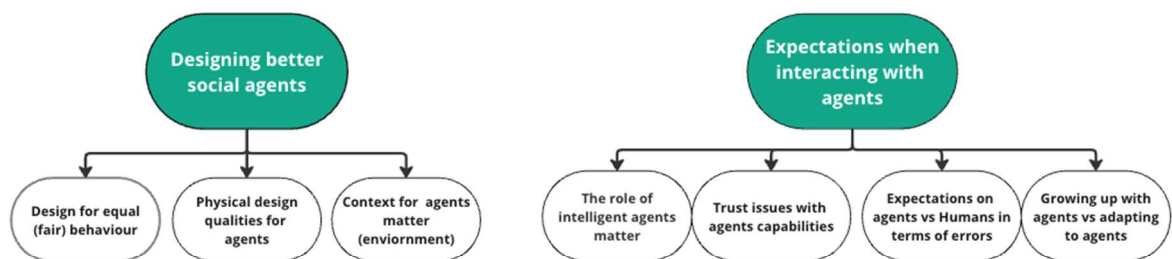 Designing better
social agents
Expectations when
interacting with
agents
Design for equal
(fair) behaviour
Physical design
qualities for
agents
Context for agents
matter
(enviornment)
The role of
intelligent agents
matter
Trust issues with
agents capabilities
Expectations on
agents vs Humans in
terms of errors
Growing up with
agents vs adapting
to agents